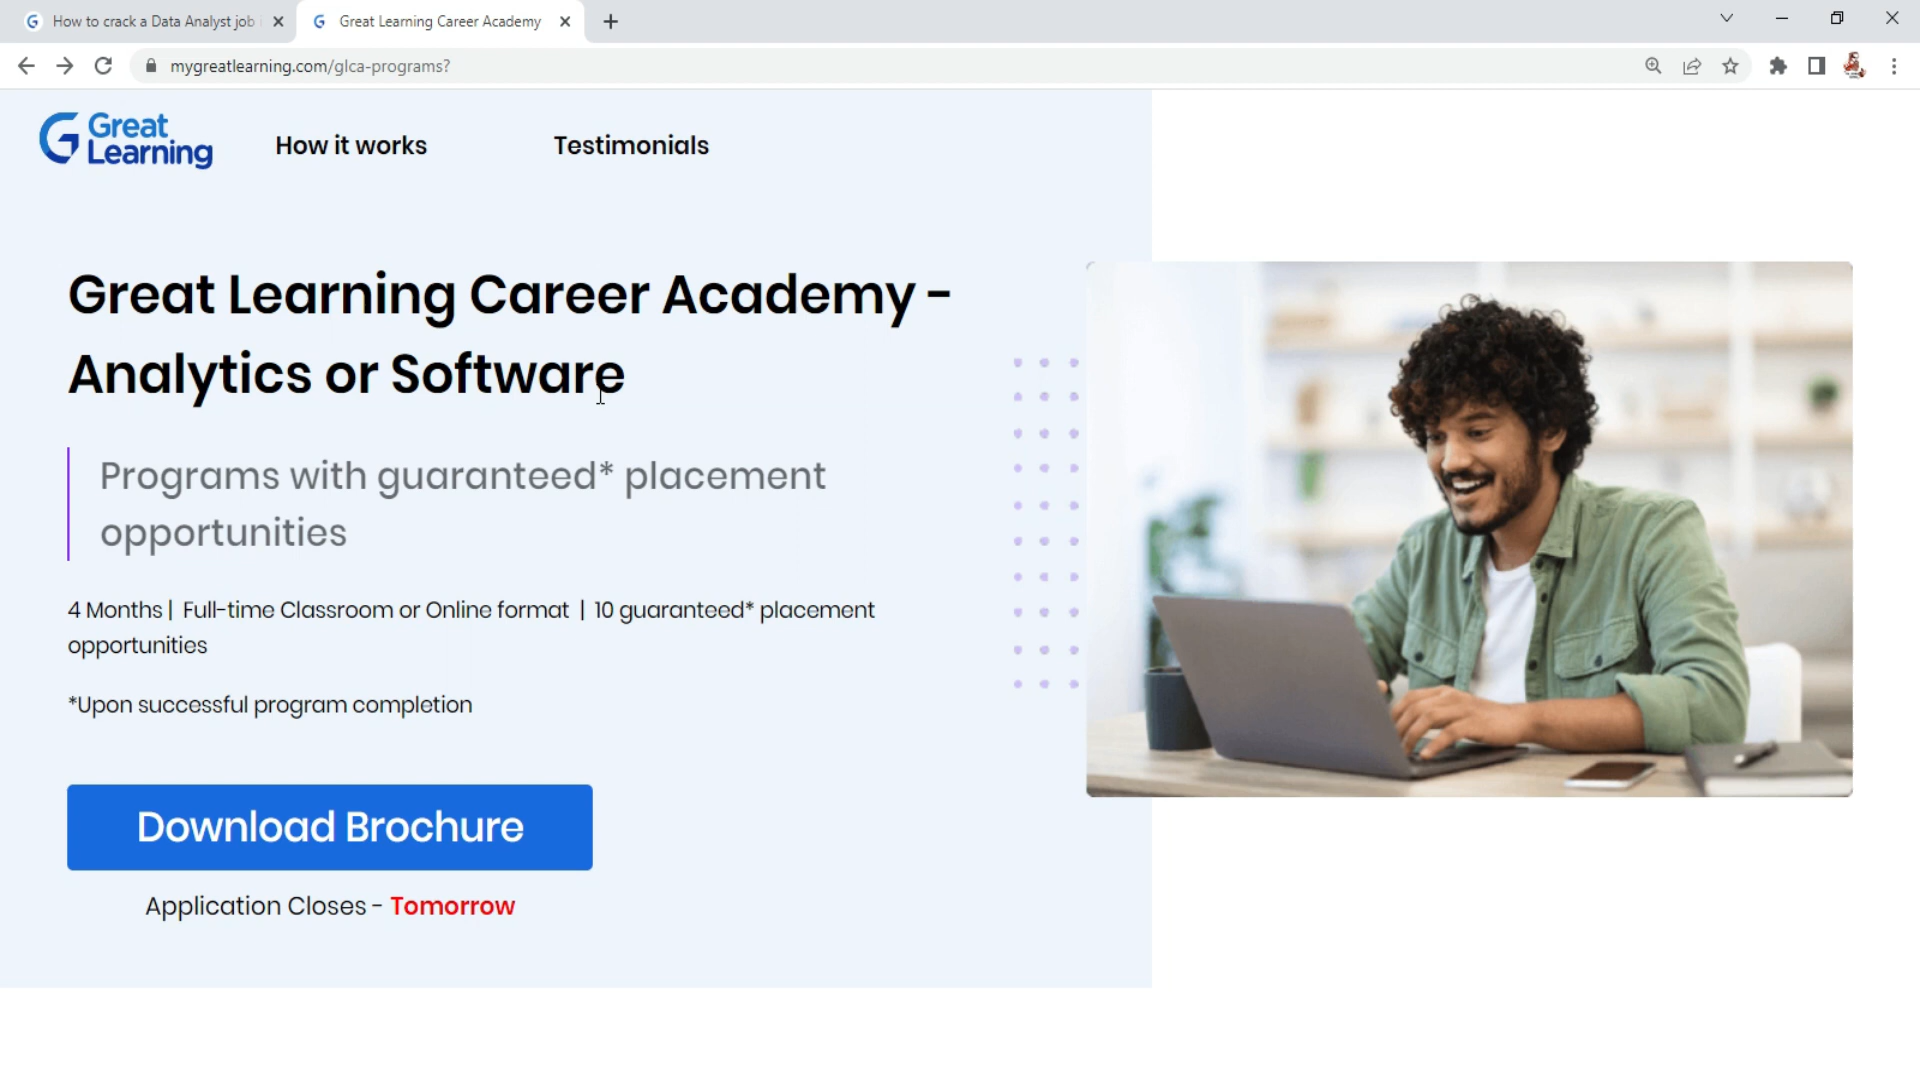 How to crack a Data Analyst job
Great Learning Career Academy
mygreatlearning.com/glca-programs?
Great
Learning
How it works
Testimonials
Great Learning Career Academy -
Analytics or Software
Programs with guaranteed* placement
opportunities
4 Months | Full-time Classroom or Online format | 10 guaranteed* placement
opportunities
*Upon successful program completion
Download Brochure
Application Closes - Tomorrow